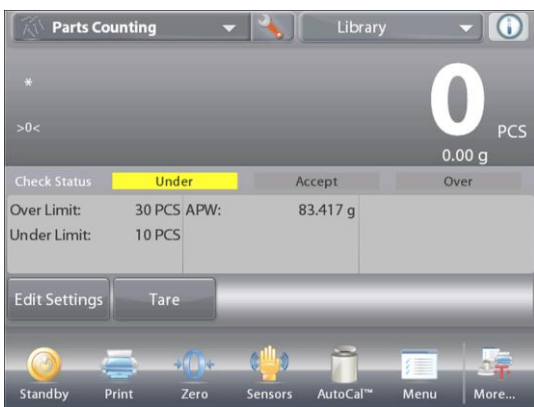 Parts Counting Library
*
0
>0<
PCS
0.00 g
Check Status Under Accept Over
Over Limit: 30 PCS APW: 83.417 g
Under Limit: 10 PCS
Edit Settings Tare
Standby Print Zero Sensors AutoCal™ Menu More...